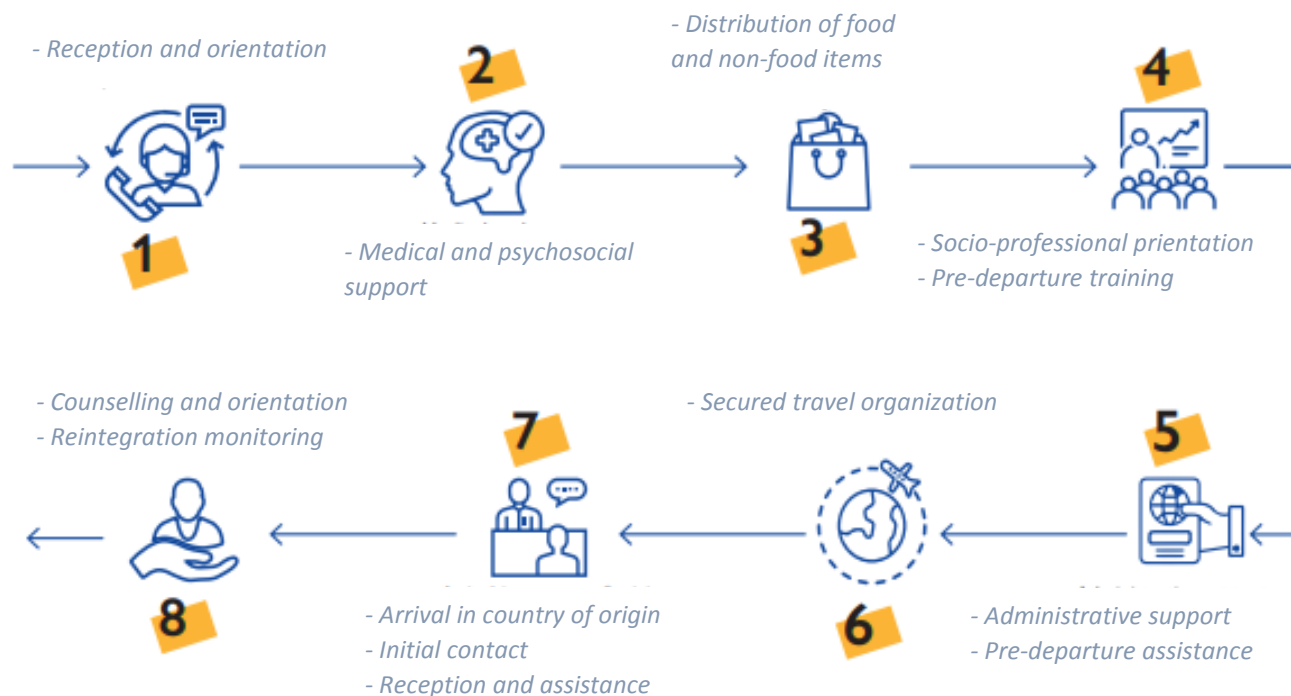 - Reception and orientation
1
2
- Medical and psychosocial
support
- Distribution of food
and non-food items
3
4
- Socio-professional prientation
- Pre-departure training
5
- Administrative support
- Pre-departure assistance
- Secured travel organization
6
7
- Arrival in country of origin
- Initial contact
- Reception and assistance
- Counselling and orientation
- Reintegration monitoring
8